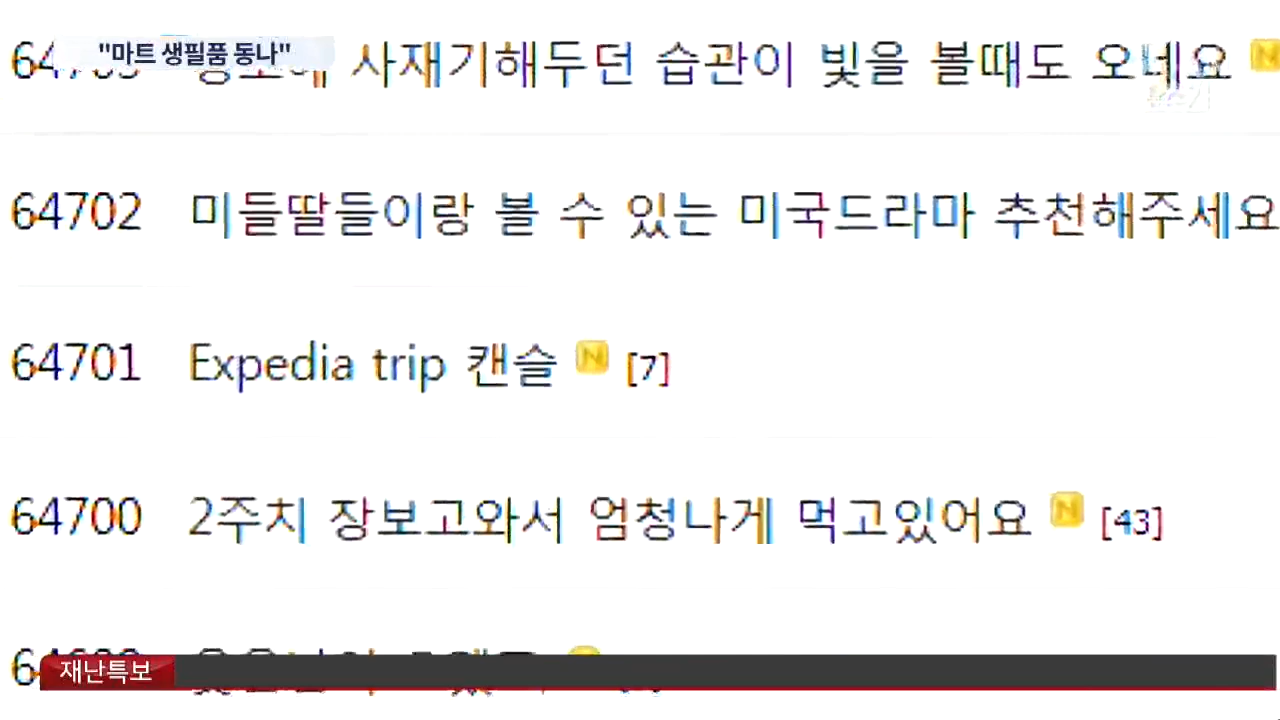 "마트 생필품 동나"
사재기해두던 습관이 빛을 볼때도 오네요 N
64702 미들딸들이랑 볼 수 있는 미국드라마 추천해주세요
64701 Expedia trip 캔슬 N [7]
64700 2주치 장보고와서 엄청나게 먹고있어요 N [43]
재난특보